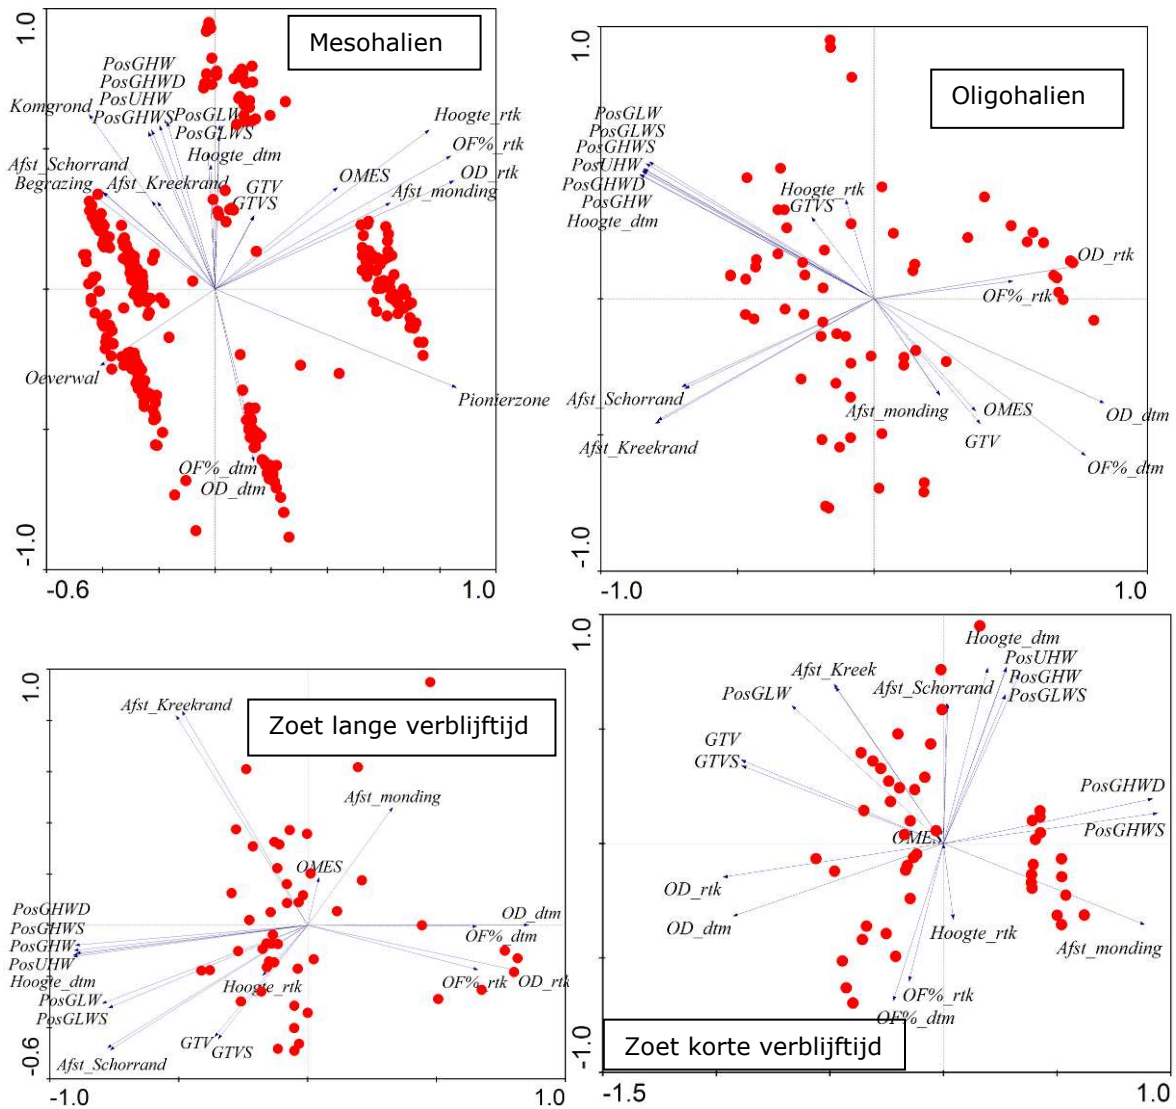 1.0
Mesohalien
PosGHW
PosGHWD
PosUHW
PosGHWS
PosGLW
PosGLWS
Komgrond
Hoogte_dtm
Hoogte_rtk
OF%_rtk
OD_rtk
Afst_monding
OMES
GTV
GTVS
Afst_Schorrand
Begrazing
Afst_Kreekrand
Oeverwal
Pionierzone
OF%_dtm
OD_dtm
-1.0
-0.6
1.0
1.0
Oligohalien
PosGLW
PosGLWS
PosGHWS
PosUHW
PosGHWD
PosGHW
Hoogte_dtm
Hoogte_rtk
GTVS
OD_rtk
OF%_rtk
Afst_Schorrand
Afst_Kreekrand
Afst_monding
OMES
GTV
OD_dtm
OF%_dtm
-1.0
-1.0
1.0
1.0
Zoet lange verblijftijd
Afst_Kreekrand
Afst_monding
OMES
PosGHWD
PosGHWS
PosGHW
PosUHW
Hoogte_dtm
PosGLW
PosGLWS
Afst_Schorrand
Hoogte_rtk
GTV
GTVS
OD_dtm
OF%_dtm
OF%_rtk
OD_rtk
-0.6
-1.0
1.0
1.0
Hoogte_dtm
PosUHW
PosGHW
PosGLWS
Afst_Kreek
Afst_Schorrand
PosGLW
GTV
GTVS
PosGHWD
PosGHWS
OMES
OD_rtk
OD_dtm
Hoogte_rtk
Afst_monding
OF%_rtk
OF%_dtm
Zoet korte verblijftijd
-1.0
-1.5
1.0